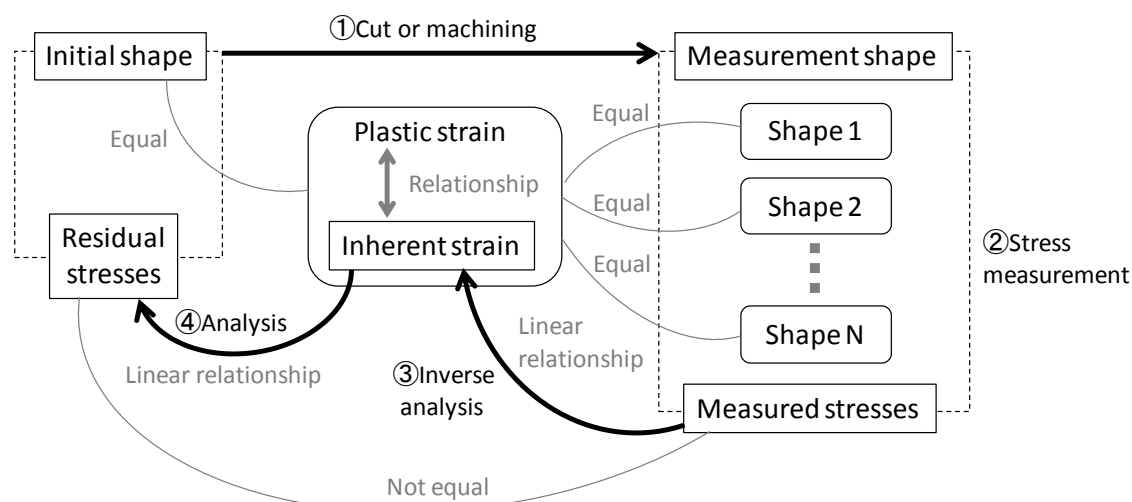 ①Cut or machining
Initial shape
Measurement shape
Equal
Plastic strain
Relationship
Inherent strain
Equal
Equal
Equal
Shape 1
Shape 2
Shape N
②Stress
measurement
Residual
stresses
④Analysis
Linear relationship
③Inverse
analysis
Linear
relationship
Measured stresses
Not equal